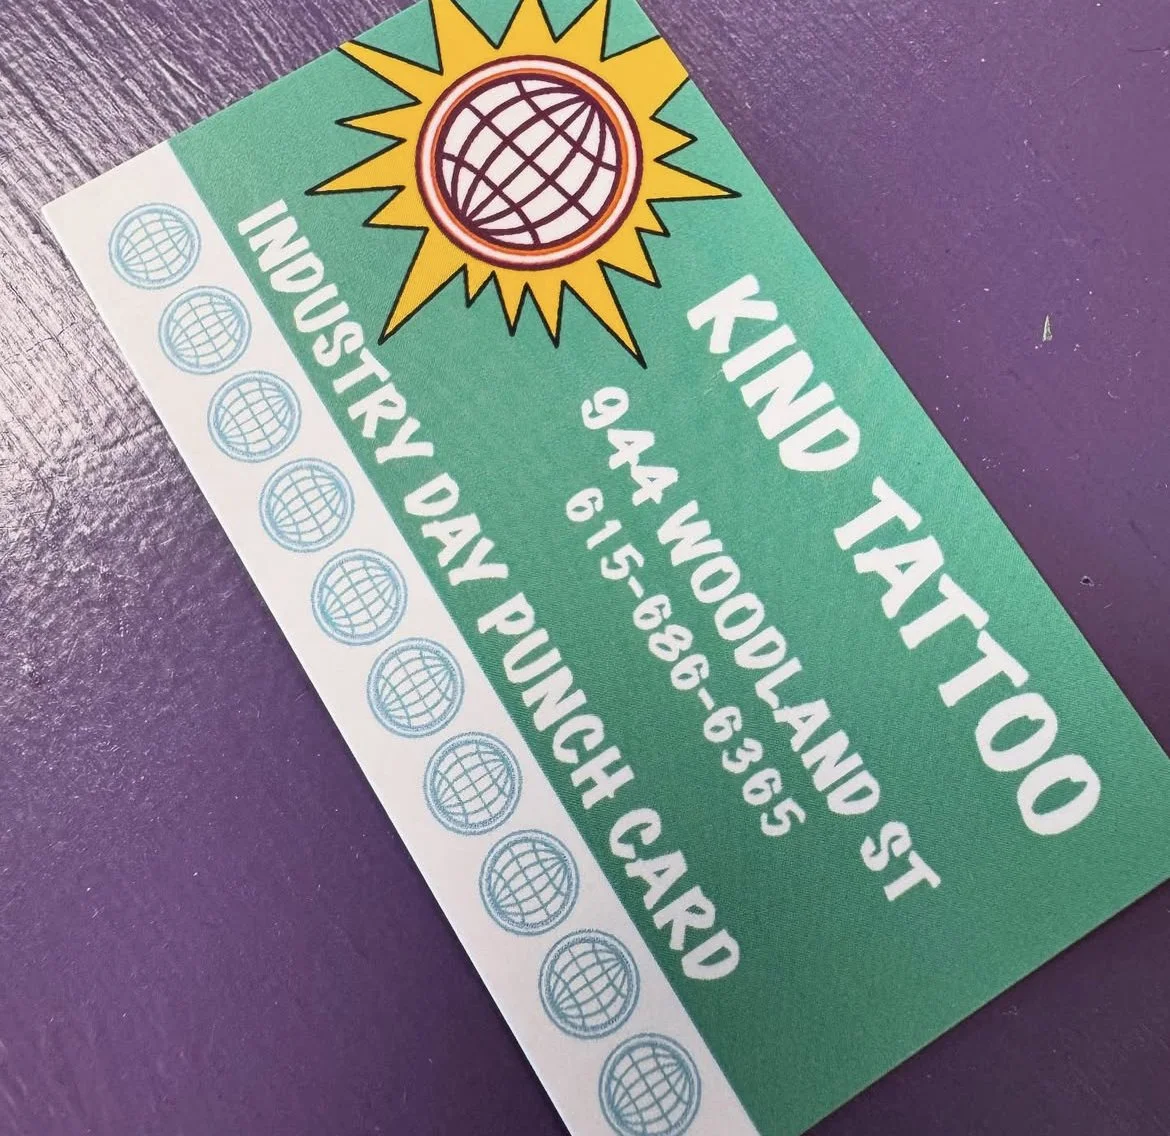 KIND TATTOO
944 WOODLAND ST
615-686-6365
INDUSTRY DAY PUNCH CARD